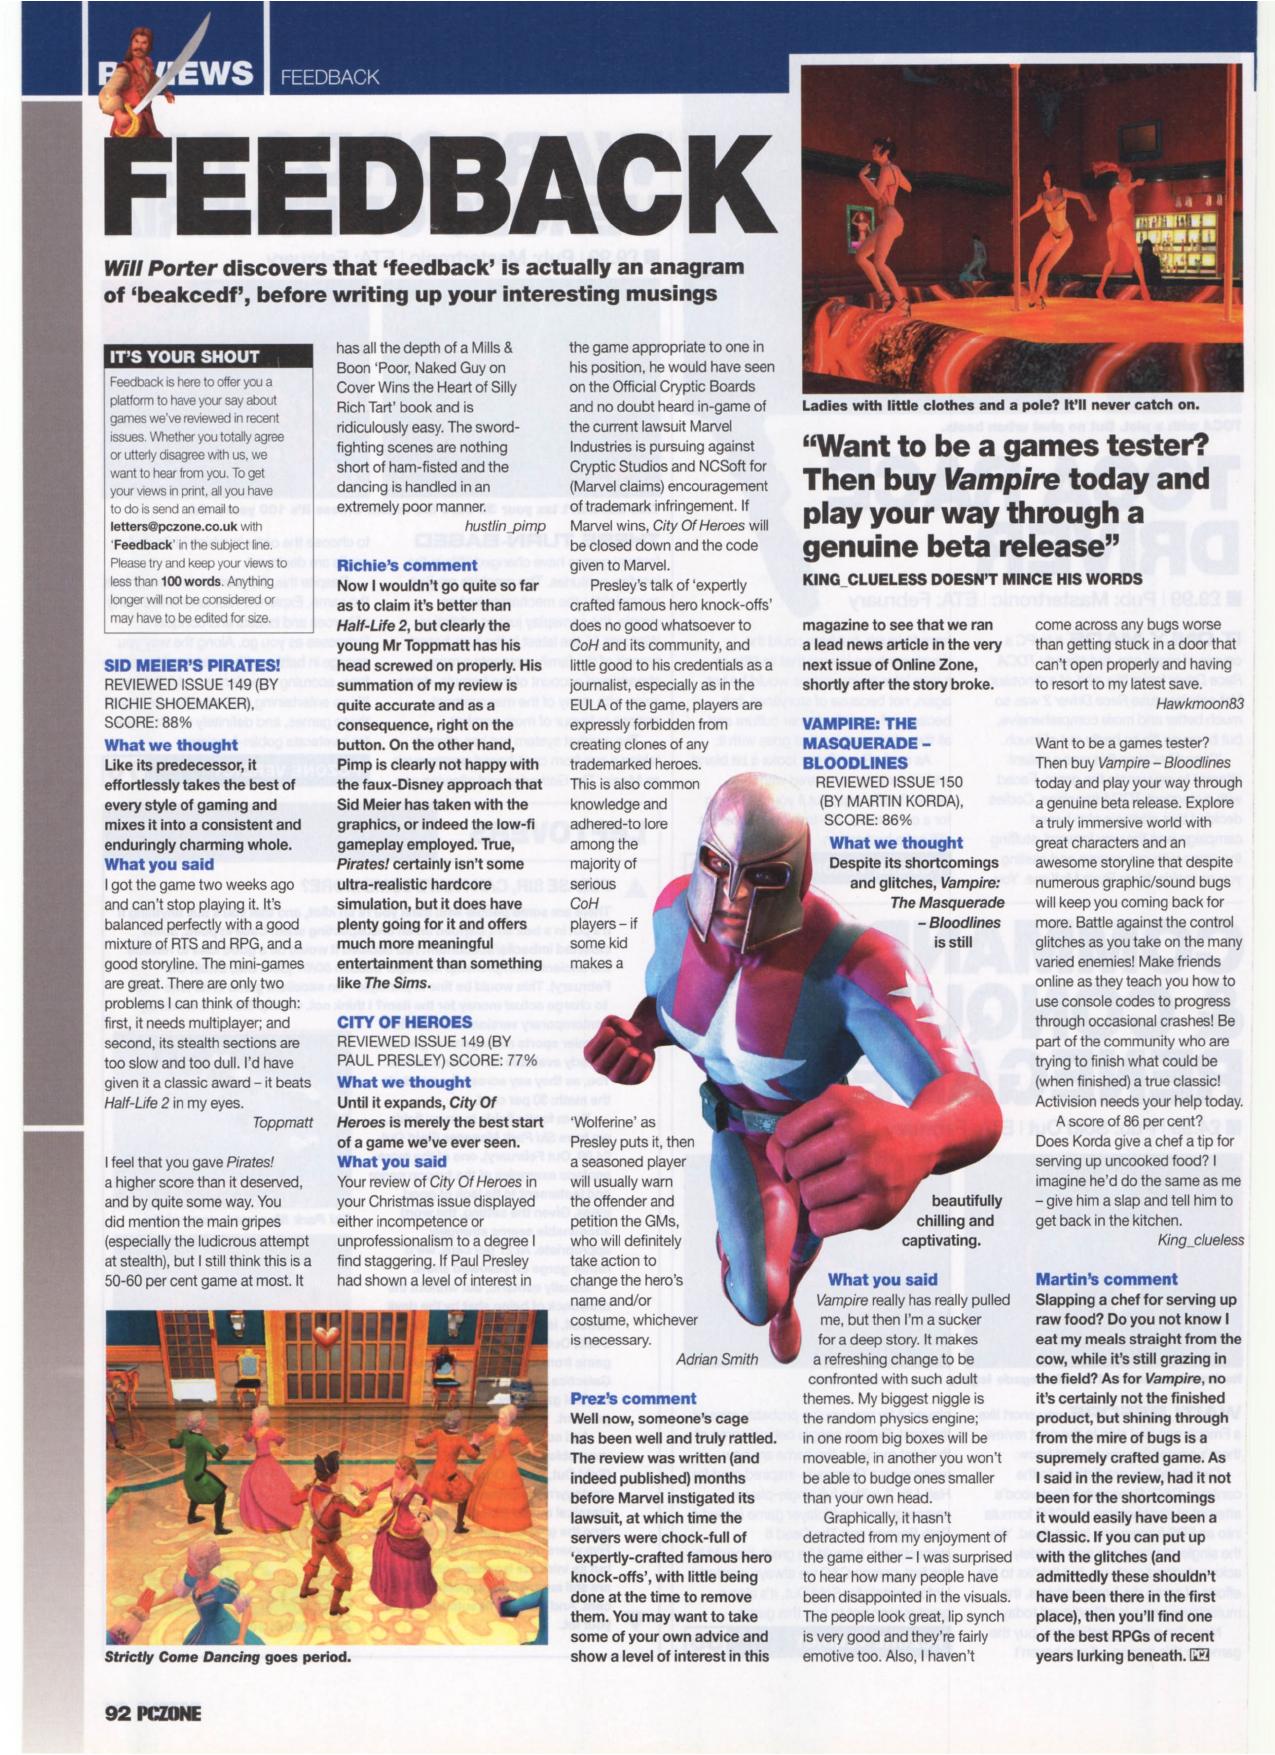 REVIEWS
FEEDBACK
FEEDBACK
Will Porter discovers that ‘feedback’ is actually an anagram
of ‘beakcedf’, before writing up your interesting musings
IT’S YOUR SHOUT
Feedback is here to offer you a
platform to have your say about
games we’ve reviewed in recent
issues. Whether you totally agree
or utterly disagree with us, we
want to hear from you. To get
your views in print, all you have
to do is send an email to
letters@pczone.co.uk with
‘Feedback’ in the subject line.
Please try and keep your views to
less than 100 words. Anything
longer will not be considered or
may have to be edited for size.
SID MEIER’S PIRATES!
REVIEWED ISSUE 149 (BY
RICHIE SHOEMAKER),
SCORE: 88%
What we thought
Like its predecessor, it
effortlessly takes the best of
every style of gaming and
mixes it into a consistent and
enduringly charming whole.
What you said
I got the game two weeks ago
and can’t stop playing it. It’s
balanced perfectly with a good
mixture of RTS and RPG, and a
good storyline. The mini-games
are great. There are only two
problems I can think of though:
first, it needs multiplayer; and
second, its stealth sections are
too slow and too dull. I’d have
given it a classic award – it beats
Half-Life 2 in my eyes.
Toppmatt
I feel that you gave Pirates!
a higher score than it deserved,
and by quite some way. You
did mention the main gripes
(especially the ludicrous attempt
at stealth), but I still think this is a
50-60 per cent game at most. It
has all the depth of a Mills &
Boon ‘Poor, Naked Guy on
Cover Wins the Heart of Silly
Rich Tart’ book and is
ridiculously easy. The sword-
fighting scenes are nothing
short of ham-fisted and the
dancing is handled in an
extremely poor manner.
hustlin_pimp
Richie’s comment
Now I wouldn’t go quite so far
as to claim it’s better than
Half-Life 2, but clearly the
young Mr Toppmatt has his
head screwed on properly. His
summation of my review is
quite accurate and as a
consequence, right on the
button. On the other hand,
Pimp is clearly not happy with
the faux-Disney approach that
Sid Meier has taken with the
graphics, or indeed the low-fi
gameplay employed. True,
Pirates! certainly isn’t some
ultra-realistic hardcore
simulation, but it does have
plenty going for it and offers
much more meaningful
entertainment than something
like The Sims.
CITY OF HEROES
REVIEWED ISSUE 149 (BY
PAUL PRESLEY) SCORE: 77%
What we thought
Until it expands, City Of
Heroes is merely the best start
of a game we’ve ever seen.
What you said
Your review of City Of Heroes in
your Christmas issue displayed
either incompetence or
unprofessionalism to a degree I
find staggering. If Paul Presley
had shown a level of interest in
the game appropriate to one in
his position, he would have seen
on the Official Cryptic Boards
and no doubt heard in-game of
the current lawsuit Marvel
Industries is pursuing against
Cryptic Studios and NCSoft for
(Marvel claims) encouragement
of trademark infringement. If
Marvel wins, City Of Heroes will
be closed down and the code
given to Marvel.
Presley’s talk of ‘expertly
crafted famous hero knock-offs’
does no good whatsoever to
CoH and its community, and
little good to his credentials as a
journalist, especially as in the
EULA of the game, players are
expressly forbidden from
creating clones of any
trademarked heroes.
This is also common
knowledge and
adhered-to lore
among the
majority of
serious
CoH
players – if
some kid
makes a
‘Wolferine’ as
Presley puts it, then
a seasoned player
will usually warn
the offender and
petition the GMs,
who will definitely
take action to
change the hero’s
name and/or
costume, whichever
is necessary.
Adrian Smith
Prez’s comment
Well now, someone’s cage
has been well and truly rattled.
The review was written (and
indeed published) months
before Marvel instigated its
lawsuit, at which time the
servers were chock-full of
‘expertly-crafted famous hero
knock-offs’, with little being
done at the time to remove
them. You may want to take
some of your own advice and
show a level of interest in this
Ladies with little clothes and a pole? It’ll never catch on.
“Want to be a games tester?
Then buy Vampire today and
play your way through a
genuine beta release”
KING_CLUELESS DOESN’T MINCE HIS WORDS
magazine to see that we ran
a lead news article in the very
next issue of Online Zone,
shortly after the story broke.
VAMPIRE: THE
MASQUERADE –
BLOODLINES
REVIEWED ISSUE 150
(BY MARTIN KORDA),
SCORE: 86%
What we thought
Despite its shortcomings
and glitches, Vampire:
The Masquerade
– Bloodlines
is still
beautifully
chilling and
captivating.
What you said
Vampire really has really pulled
me, but then I’m a sucker
for a deep story. It makes
a refreshing change to be
confronted with such adult
themes. My biggest niggle is
the random physics engine;
in one room big boxes will be
moveable, in another you won’t
be able to budge ones smaller
than your own head.
Graphically, it hasn’t
detracted from my enjoyment of
the game either – I was surprised
to hear how many people have
been disappointed in the visuals.
The people look great, lip synch
is very good and they’re fairly
emotive too. Also, I haven’t
come across any bugs worse
than getting stuck in a door that
can’t open properly and having
to resort to my latest save.
Hawkmoon83
Want to be a games tester?
Then buy Vampire – Bloodlines
today and play your way through
a genuine beta release. Explore
a truly immersive world with
great characters and an
awesome storyline that despite
numerous graphic/sound bugs
will keep you coming back for
more. Battle against the control
glitches as you take on the many
varied enemies! Make friends
online as they teach you how to
use console codes to progress
through occasional crashes! Be
part of the community who are
trying to finish what could be
(when finished) a true classic!
Activision needs your help today.
A score of 86 per cent?
Does Korda give a chef a tip for
serving up uncooked food? I
imagine he’d do the same as me
– give him a slap and tell him to
get back in the kitchen.
King_clueless
Martin’s comment
Slapping a chef for serving up
raw food? Do you not know I
eat my meals straight from the
cow, while it’s still grazing in
the field? As for Vampire, no
it’s certainly not the finished
product, but shining through
from the mire of bugs is a
supremely crafted game. As
I said in the review, had it not
been for the shortcomings
it would easily have been a
Classic. If you can put up
with the glitches (and
admittedly these shouldn’t
have been there in the first
place), then you’ll find one
of the best RPGs of recent
years lurking beneath. PCZ
Strictly Come Dancing goes period.
92 PCZONE